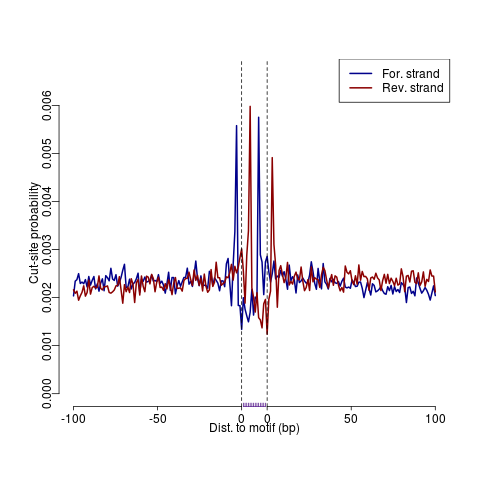 For. strand
Rev. strand
Cut-site probability
0.006
0.005
0.004
0.003
0.002
0.001
0.000
-100 -50 0 0 50 100
Dist. to motif (bp)